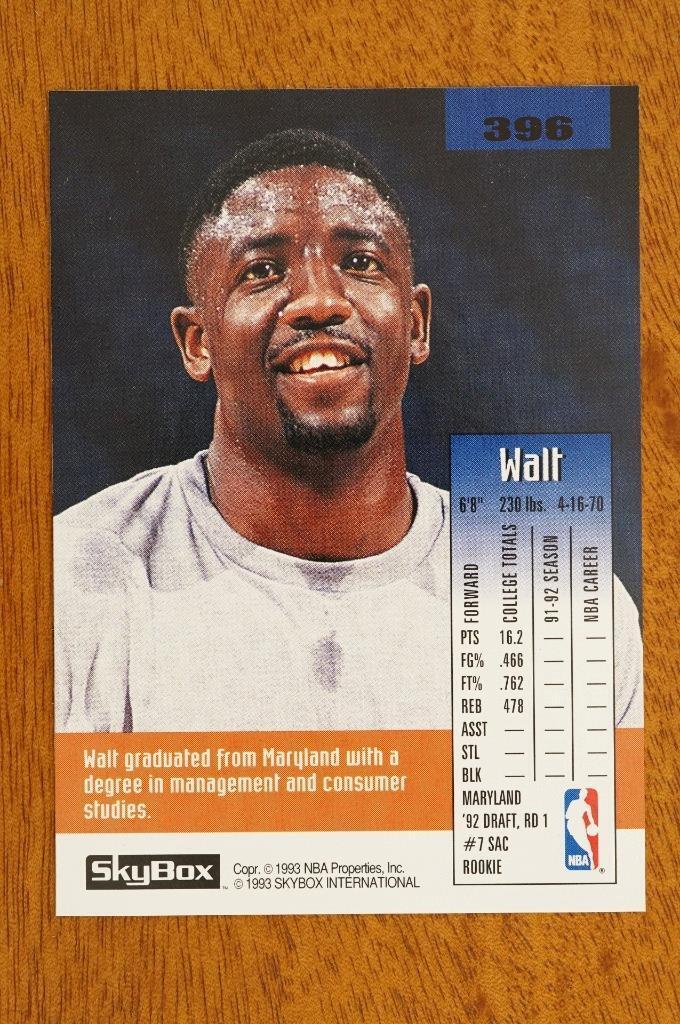 396
Walt
6'8" 230 lbs. 4-16-70
FORWARD COLLEGE TOTALS 91-92 SEASON NBA CAREER
PTS 16.2 — —
FG% .466 — —
FT% .762 — —
REB 478 — —
ASST — — —
STL — — —
BLK — — —
MARYLAND
'92 DRAFT, RD 1
#7 SAC
ROOKIE
NBA ®
Walt graduated from Maryland with a
degree in management and consumer
studies.
SkyBox ™
Copr. © 1993 NBA Properties, Inc.
© 1993 SKYBOX INTERNATIONAL